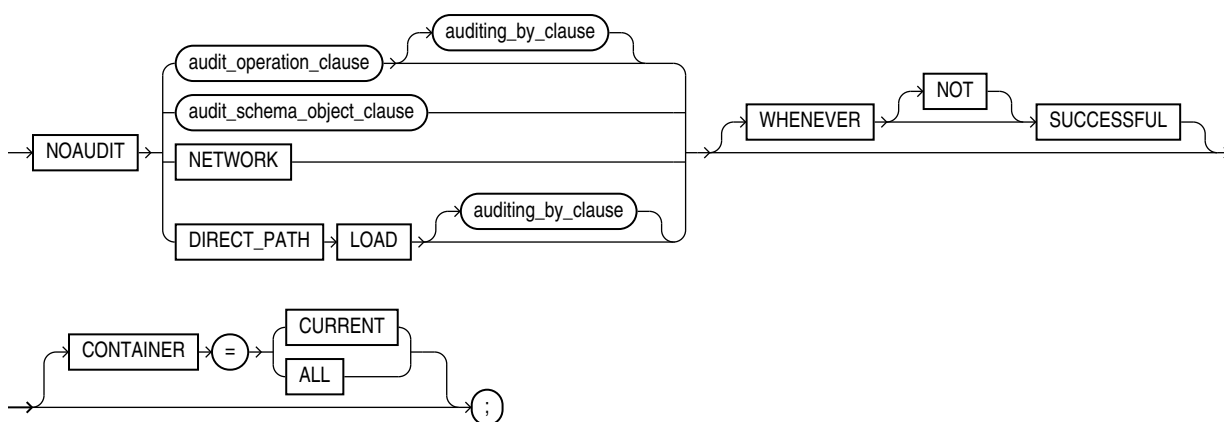 auditing_by_clause
audit_operation_clause
NOT
audit_schema_object_clause
WHENEVER SUCCESSFUL
NOAUDIT
NETWORK
auditing_by_clause
DIRECT_PATH LOAD
CURRENT
CONTAINER =
ALL
;